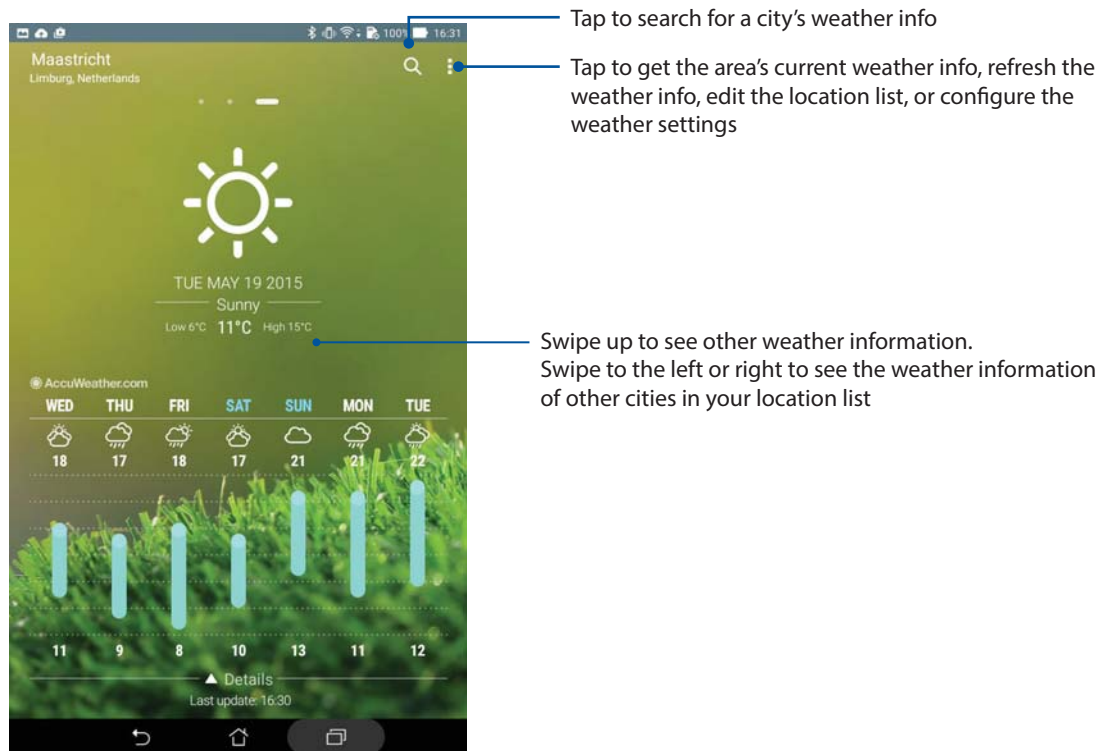 Tap to search for a city's weather info
100% 16:31
Maastricht
Limburg, Netherlands
Tap to get the area's current weather info, refresh the
weather info, edit the location list, or configure the
weather settings
TUE MAY 19 2015
Sunny
Low 6°C 11°C High 15°C
Swipe up to see other weather information.
Swipe to the left or right to see the weather information
of other cities in your location list
AccuWeather.com
WED THU FRI SAT SUN MON TUE
18 17 18 17 21 21 22
11 9 8 10 13 11 12
Details
Last update: 16:30